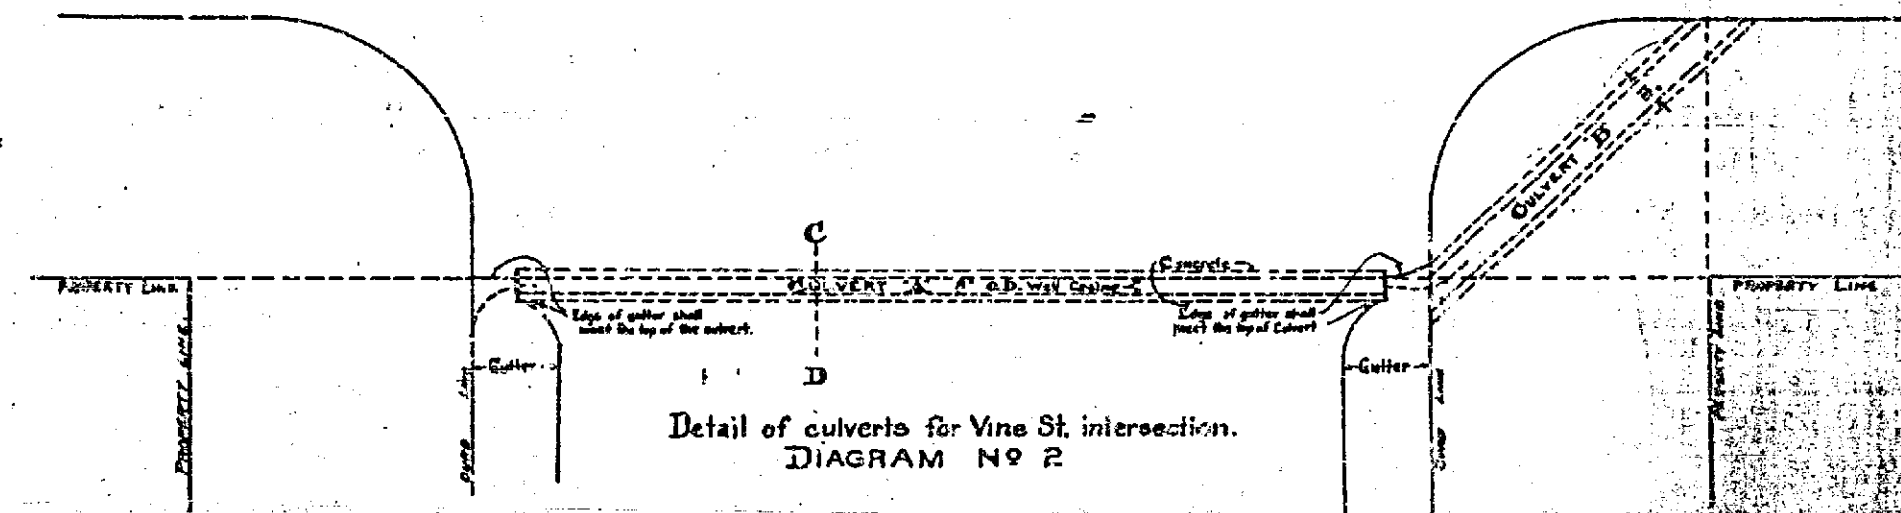 C
PROPERTY LINE
PROPERTY LINE
CULVERT "A" O.D. Well Casing
Concrete
CULVERT "B"
PROPERTY LINE
PROPERTY LINE
Edge of gutter shall
meet the top of the culvert.
Edge of gutter shall
meet the top of Culvert
Gutter
Gutter
CURB LINE
CURB LINE
D
Detail of culverts for Vine St. intersection.
DIAGRAM Nº 2